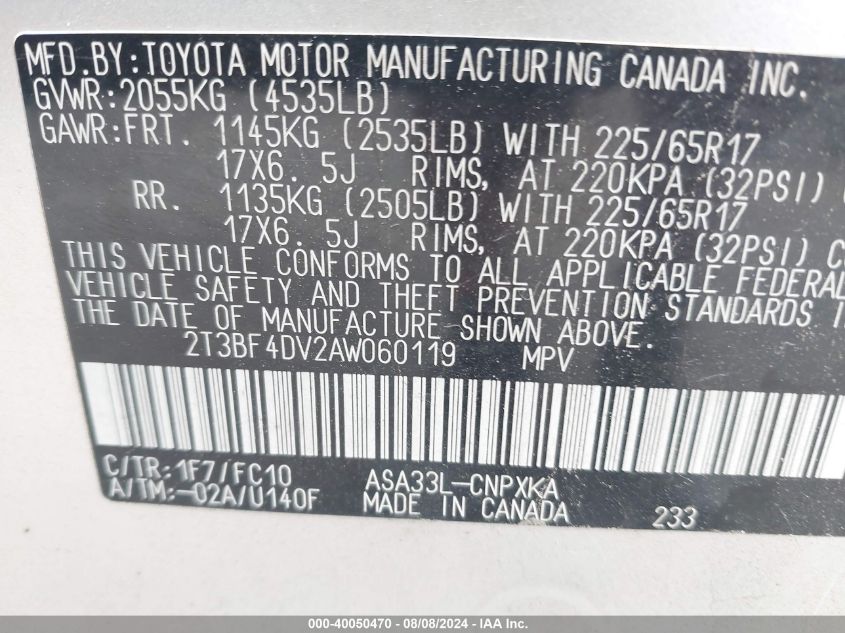 MFD.BY:TOYOTA MOTOR MANUFACTURING CANADA INC.
GVWR:2055KG (4535LB)
GAWR:FRT. 1145KG (2535LB) WITH 225/65R17
17X6. 5J RIMS, AT 220KPA (32PSI)
RR. 1135KG (2505LB) WITH 225/65R17
17X6. 5J RIMS, AT 220KPA (32PSI)
THIS VEHICLE CONFORMS TO ALL APPLICABLE FEDERAL
VEHICLE SAFETY AND THEFT PREVENTION STANDARDS
THE DATE OF MANUFACTURE SHOWN ABOVE.
2T3BF4DV2AW060119 MPV
C/TR:1F7/FC10 ASA33L-CNPXKA
A/TM:-02A/U140F MADE IN CANADA 233
000-40050470 - 08/08/2024 - IAAI.com